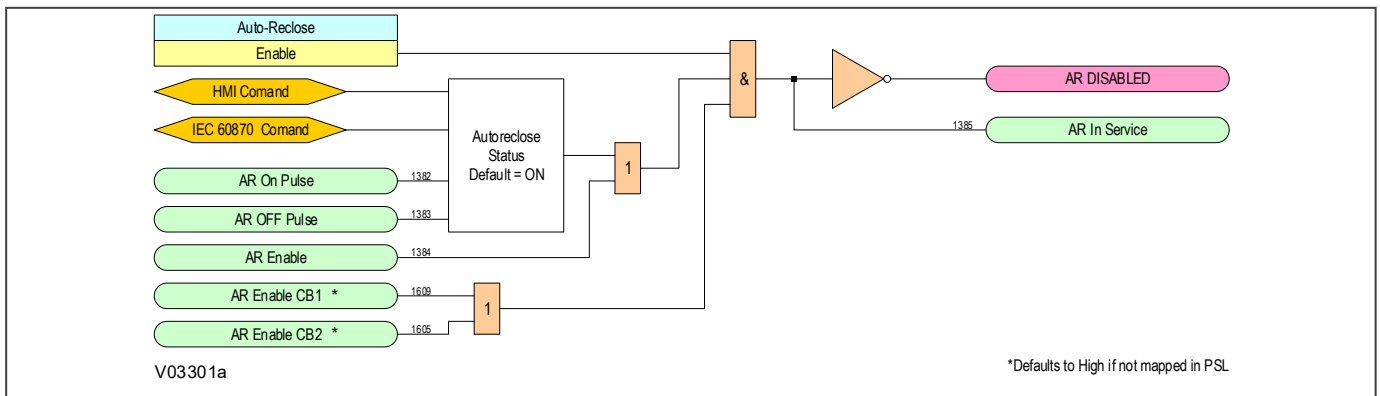 Auto-Reclose
Enable
HMI Comand
IEC 60870 Comand
AR On Pulse
1382
AR OFF Pulse
1383
AR Enable
1384
AR Enable CB1 *
1609
AR Enable CB2 *
1605
Autoreclose
Status
Default = ON
1
1
&
AR DISABLED
1385
AR In Service
V03301a
*Defaults to High if not mapped in PSL